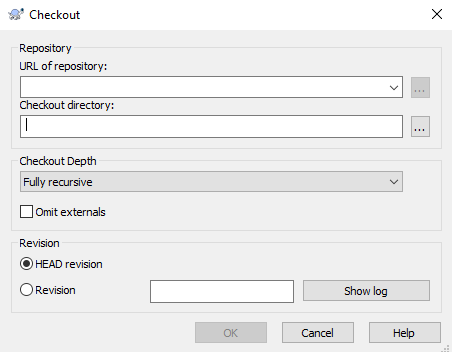 Checkout
Repository
URL of repository:
...
Checkout directory:
...
Checkout Depth
Fully recursive
Omit externals
Revision
HEAD revision
Revision
Show log
OK Cancel Help